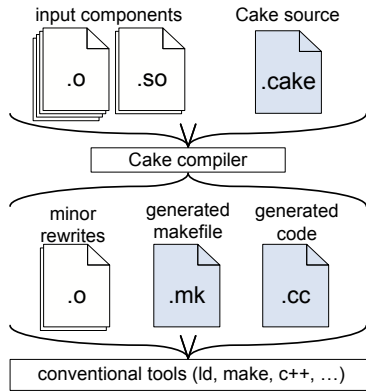 input components
Cake source
.o
.so
.cake
Cake compiler
minor
rewrites
generated
makefile
generated
code
.o
.mk
.cc
conventional tools (ld, make, c++, …)